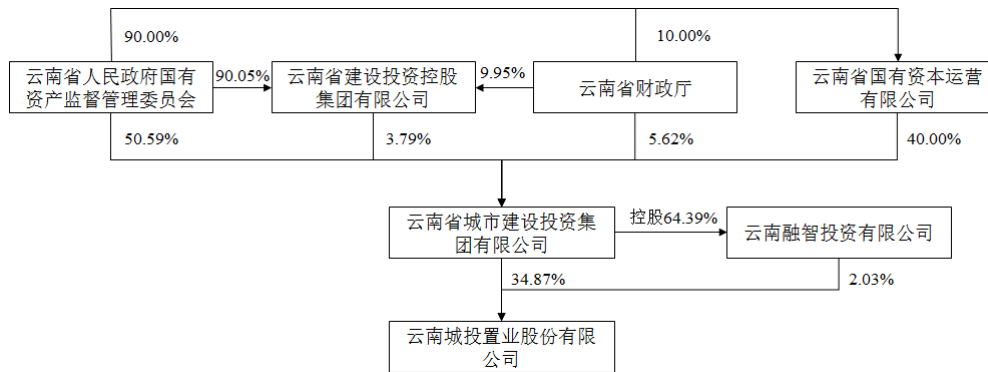 90.00%
10.00%
云南省人民政府国有
资产监督管理委员会
90.05%
云南省建设投资控股
集团有限公司
9.95%
云南省财政厅
云南省国有资本运营
有限公司
50.59%
3.79%
5.62%
40.00%
云南省城市建设投资集
团有限公司
控股64.39%
云南融智投资有限公司
34.87%
2.03%
云南城投置业股份有限
公司